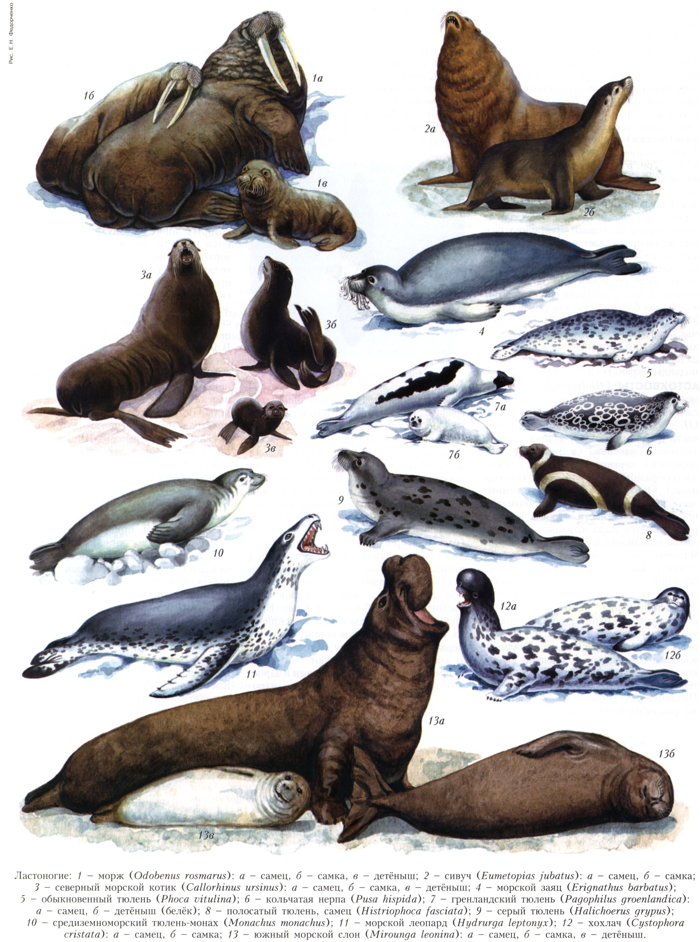 Рис. Е. Н. Федорченко
1а
1б
1в
2а
2б
3а
3б
3в
4
5
6
7а
7б
8
9
10
11
12а
12б
13а
13б
13в
Ластоногие: 1 – морж (Odobenus rosmarus): а – самец, б – самка, в – детёныш; 2 – сивуч (Eumetopias jubatus): а – самец, б – самка;
3 – северный морской котик (Callorhinus ursinus): а – самец, б – самка, в – детёныш; 4 – морской заяц (Erignathus barbatus);
5 – обыкновенный тюлень (Phoca vitulina); 6 – кольчатая нерпа (Pusa hispida); 7 – гренландский тюлень (Pagophilus groenlandica):
а – самец, б – детёныш (белёк); 8 – полосатый тюлень, самец (Histriophoca fasciata); 9 – серый тюлень (Halichoerus grypus);
10 – средиземноморский тюлень-монах (Monachus monachus); 11 – морской леопард (Hydrurga leptonyx); 12 – хохлач (Cystophora
cristata): а – самец, б – самка; 13 – южный морской слон (Mirounga leonina): а – самец, б – самка, в – детёныш.